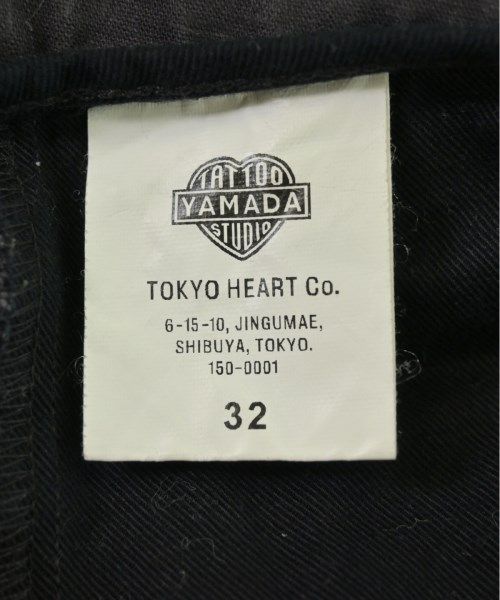 TATTOO
YAMADA
STUDIO
TOKYO HEART Co.
6-15-10, JINGUMAE,
SHIBUYA, TOKYO.
150-0001
32